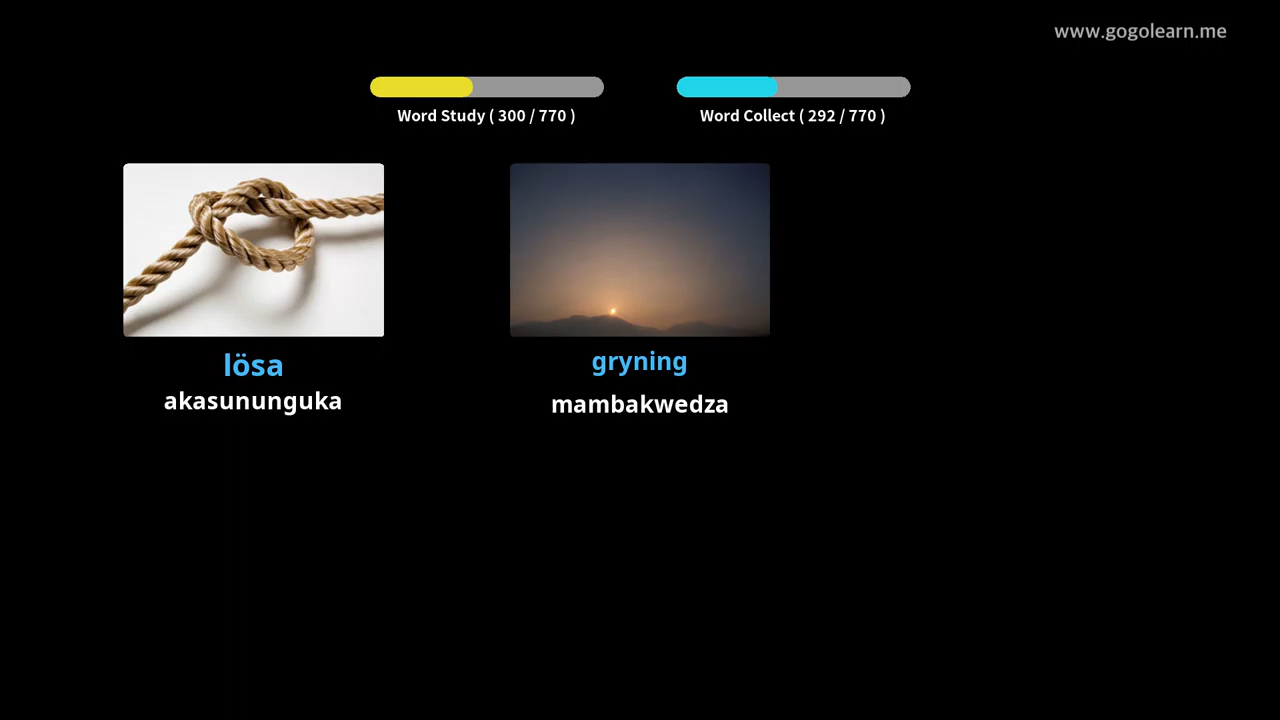 www.gogolearn.me
Word Study ( 300 / 770 )
Word Collect ( 292 / 770 )
lösa
akasununguka
gryning
mambakwedza